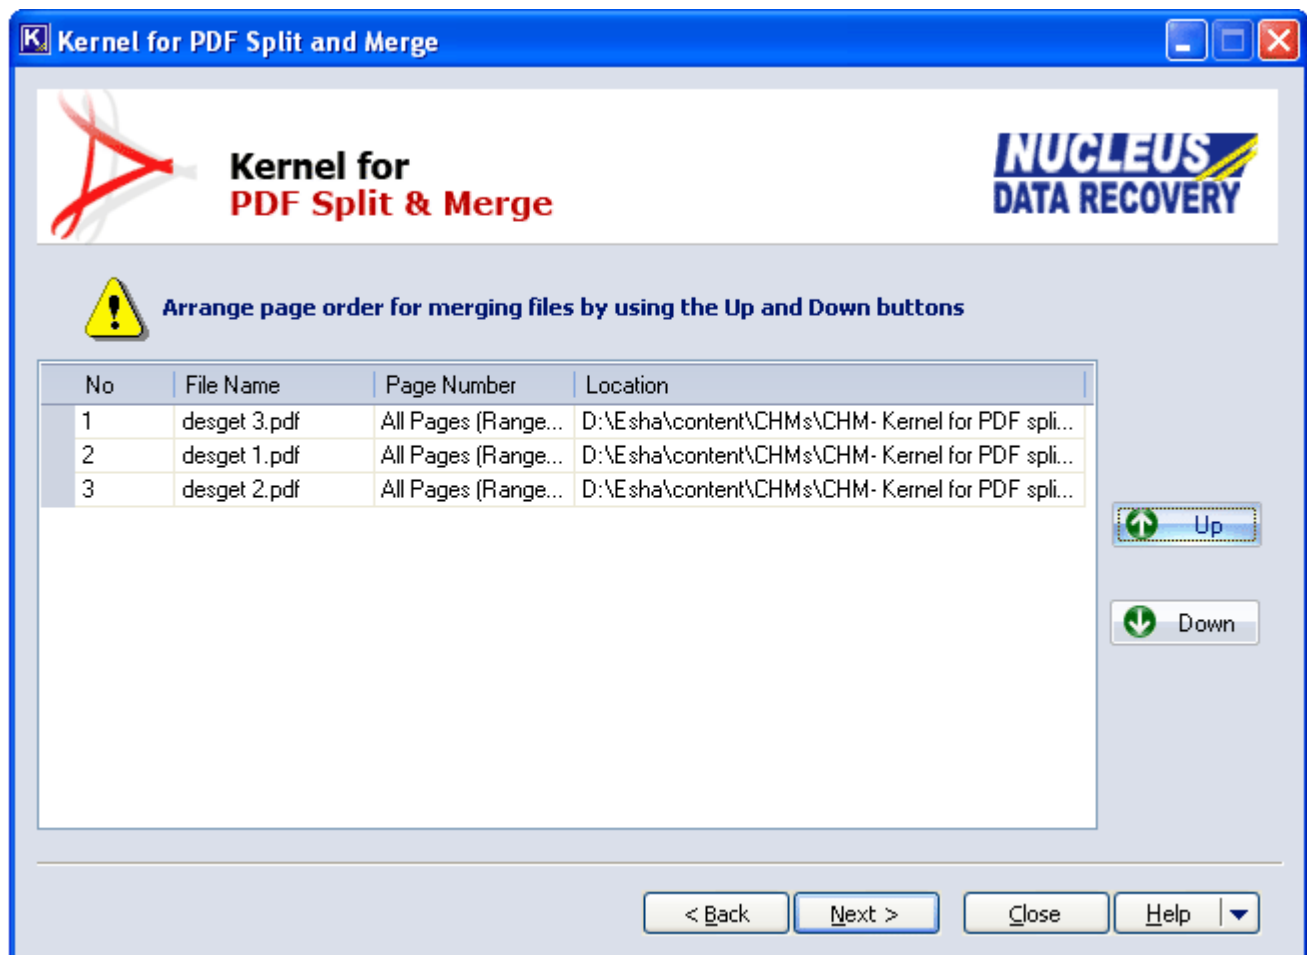 K Kernel for PDF Split and Merge
Kernel for
PDF Split & Merge
NUCLEUS
DATA RECOVERY
Arrange page order for merging files by using the Up and Down buttons
No File Name Page Number Location
1 desget 3.pdf All Pages (Range... D:\Esha\content\CHMs\CHM- Kernel for PDF spli...
2 desget 1.pdf All Pages (Range... D:\Esha\content\CHMs\CHM- Kernel for PDF spli...
3 desget 2.pdf All Pages (Range... D:\Esha\content\CHMs\CHM- Kernel for PDF spli...
Up
Down
< Back Next > Close Help